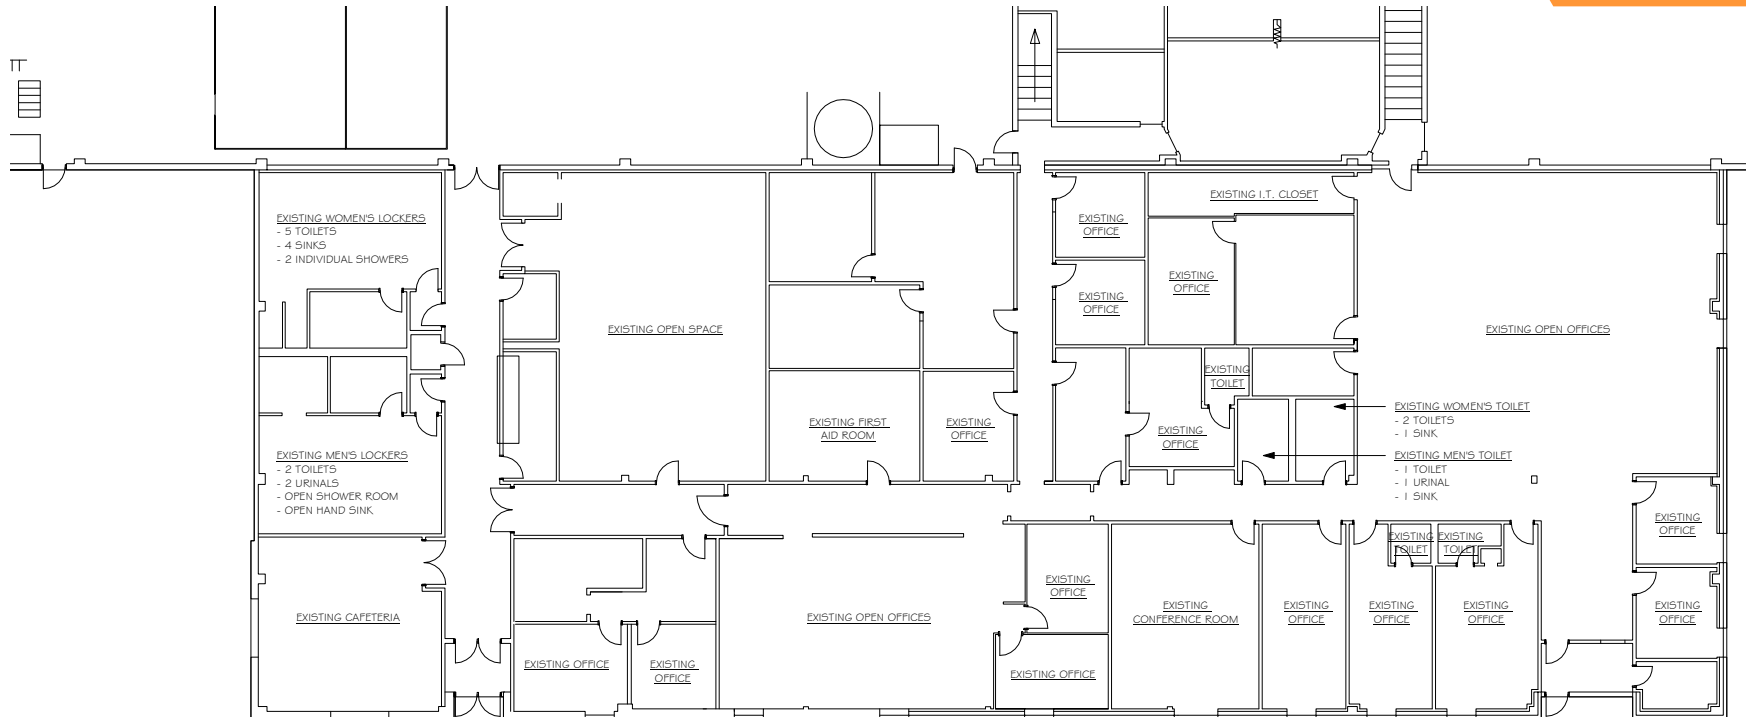 EXISTING WOMEN'S LOCKERS
- 5 TOILETS
- 4 SINKS
- 2 INDIVIDUAL SHOWERS
EXISTING MEN'S LOCKERS
- 2 TOILETS
- 2 URINALS
- OPEN SHOWER ROOM
- OPEN HAND SINK
EXISTING CAFETERIA
EXISTING OPEN SPACE
EXISTING FIRST
AID ROOM
EXISTING
OFFICE
EXISTING
OFFICE
EXISTING
OFFICE
EXISTING I.T. CLOSET
EXISTING
OFFICE
EXISTING
TOILET
EXISTING
OFFICE
EXISTING OPEN OFFICES
EXISTING WOMEN'S TOILET
- 2 TOILETS
- 1 SINK
EXISTING MEN'S TOILET
- 1 TOILET
- 1 URINAL
- 1 SINK
EXISTING OFFICE
EXISTING
OFFICE
EXISTING OPEN OFFICES
EXISTING
OFFICE
EXISTING OFFICE
EXISTING
CONFERENCE ROOM
EXISTING
OFFICE
EXISTING
TOILET
EXISTING
TOILET
EXISTING
OFFICE
EXISTING
OFFICE
EXISTING
OFFICE
EXISTING
OFFICE